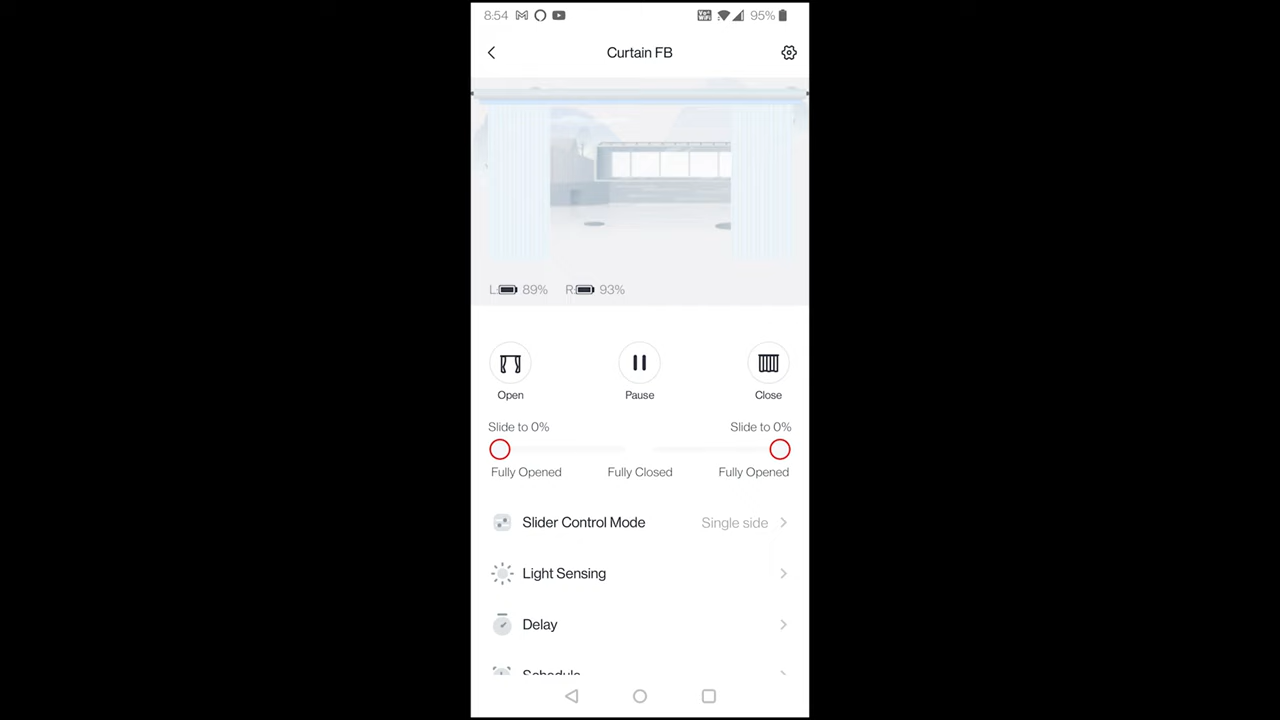 8:54 95%
Curtain FB
L: 89% R: 93%
Open Pause Close
Slide to 0% Slide to 0%
Fully Opened Fully Closed Fully Opened
Slider Control Mode Single side
Light Sensing
Delay
Schedule